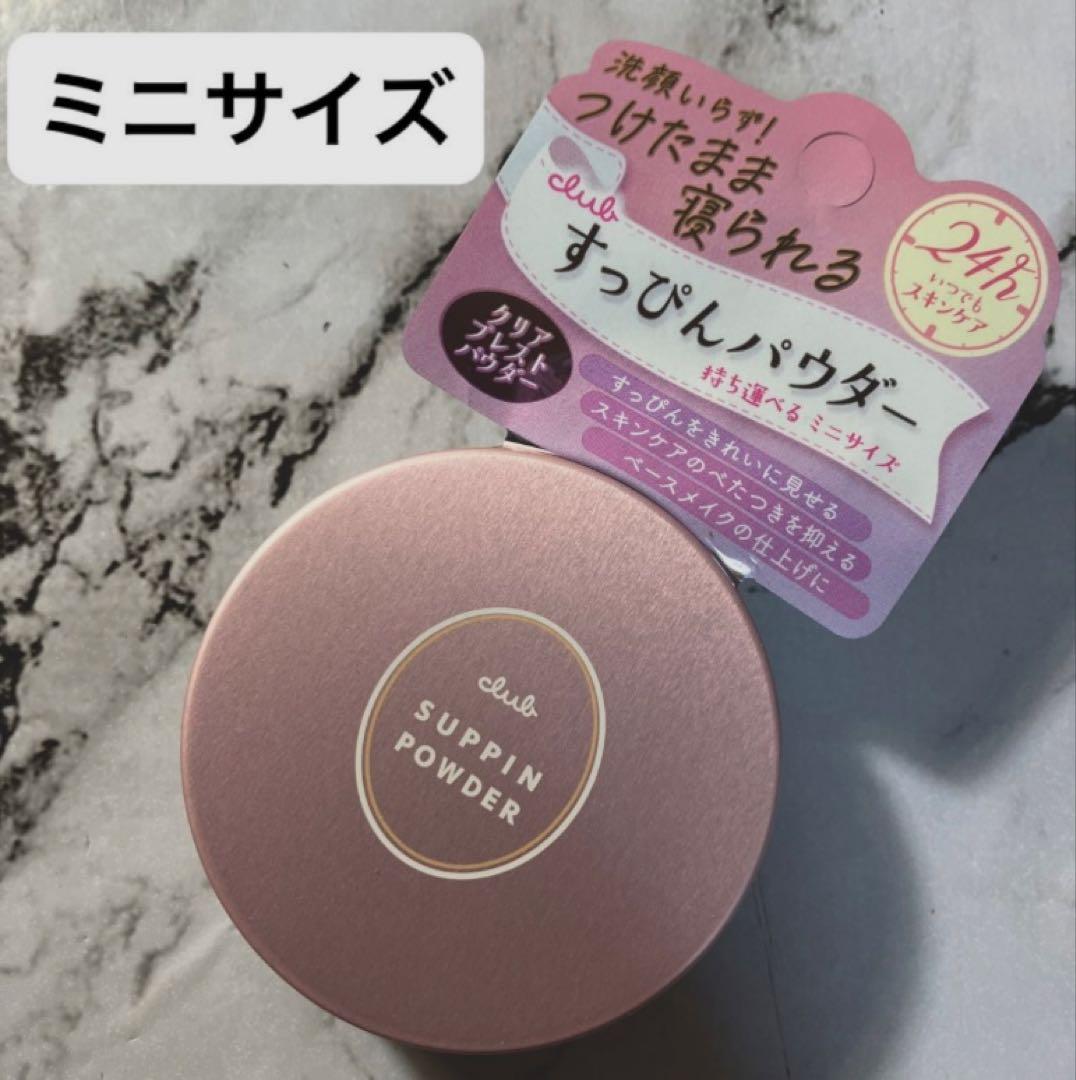 ミニサイズ
洗顔いらず!
つけたまま
寝られる
24h
いつでも
スキンケア
club
すっぴんパウダー
クリア
プレスト
パウダー
持ち運べる ミニサイズ
すっぴんをきれいに見せる
スキンケアのべたつきを抑える
ベースメイクの仕上げに
club
SUPPIN
POWDER